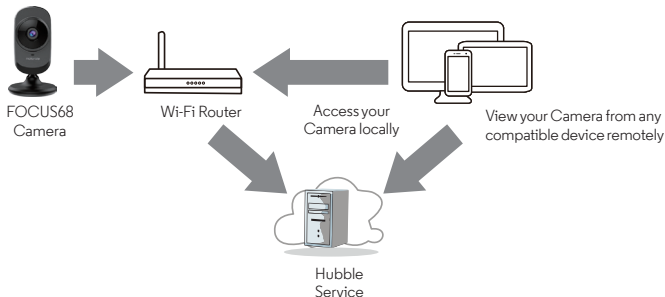 FOCUS68
Camera
Wi-Fi Router
Access your
Camera locally
View your Camera from any
compatible device remotely
Hubble
Service